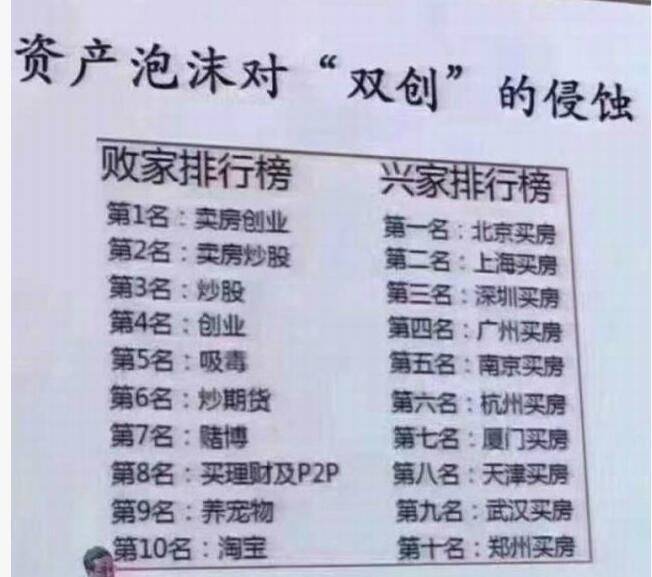 资产泡沫对“双创”的侵蚀
败家排行榜
第1名：卖房创业
第2名：卖房炒股
第3名：炒股
第4名：创业
第5名：吸毒
第6名：炒期货
第7名：赌博
第8名：买理财及P2P
第9名：养宠物
第10名：淘宝
兴家排行榜
第一名：北京买房
第二名：上海买房
第三名：深圳买房
第四名：广州买房
第五名：南京买房
第六名：杭州买房
第七名：厦门买房
第八名：天津买房
第九名：武汉买房
第十名：郑州买房